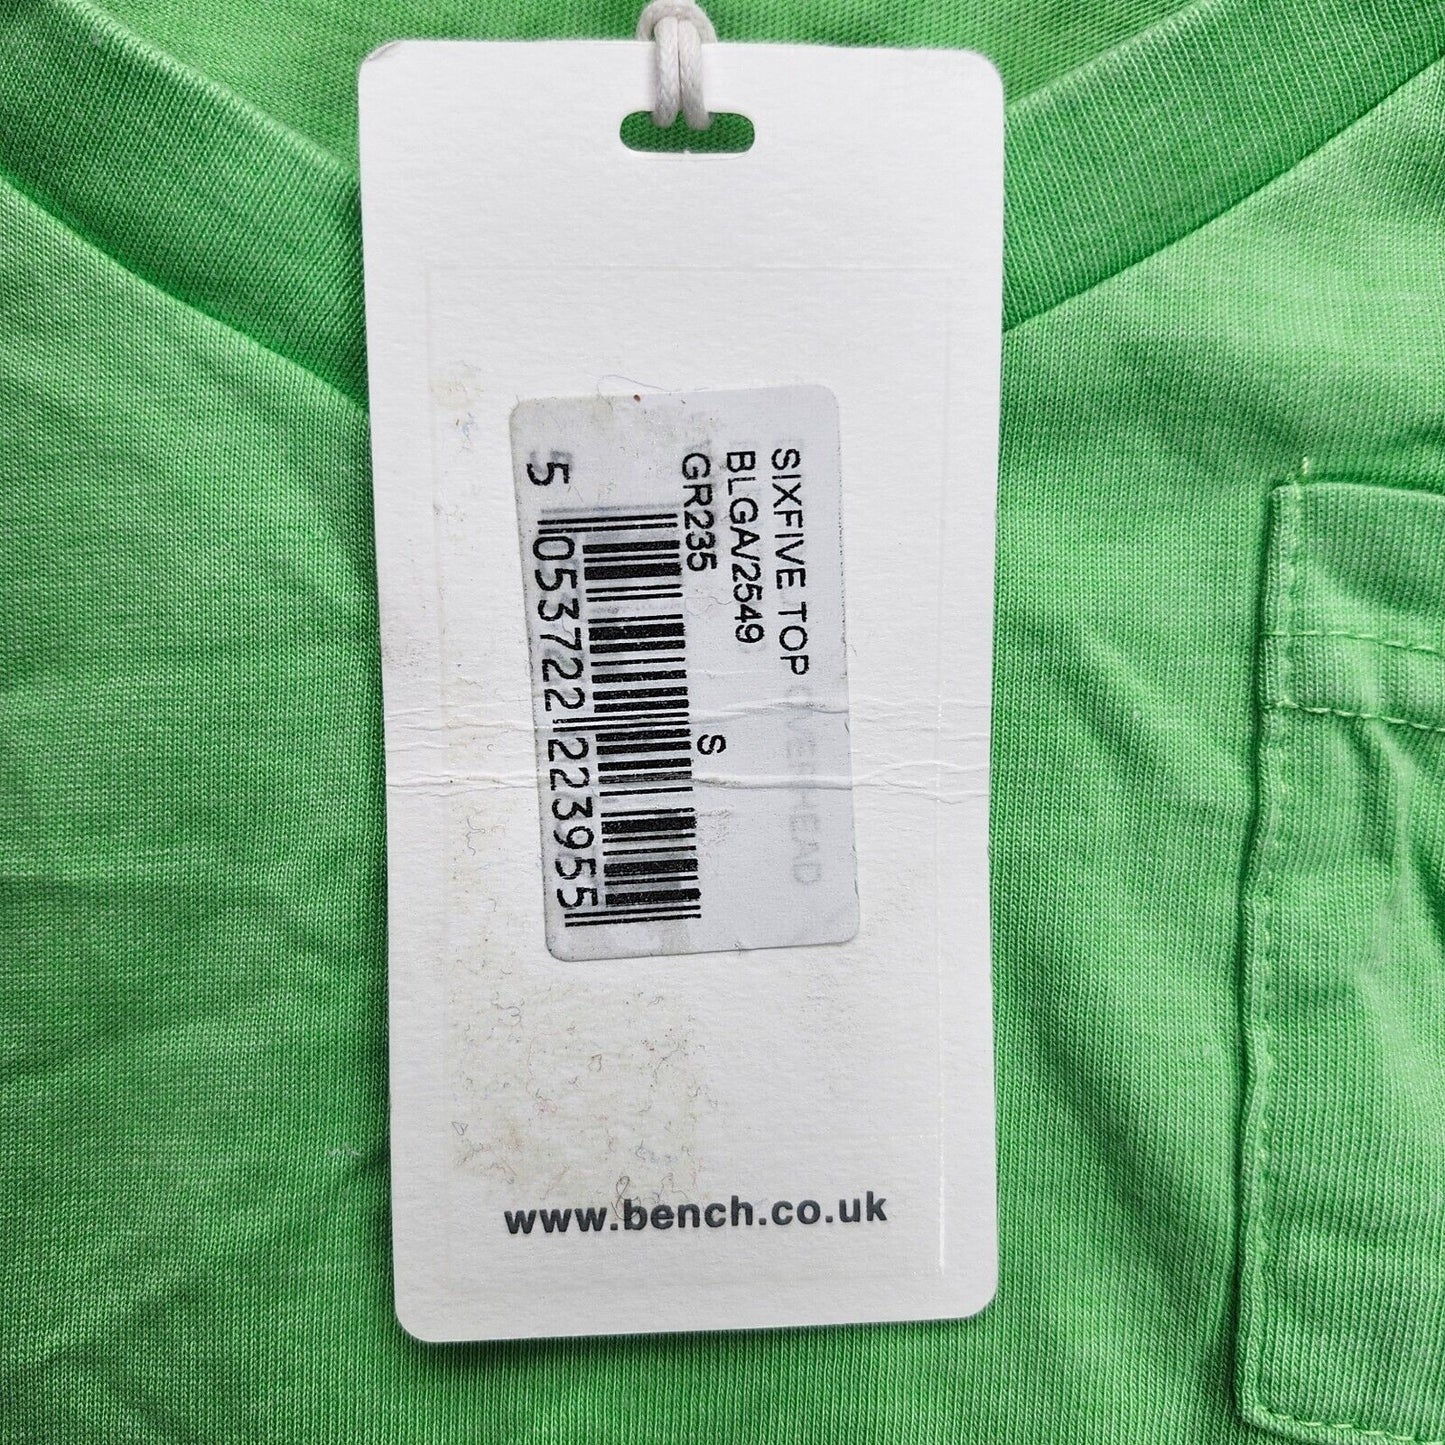 SIXFIVE TOP
BLGA/2549
GR235
S
5 053722 223955
www.bench.co.uk